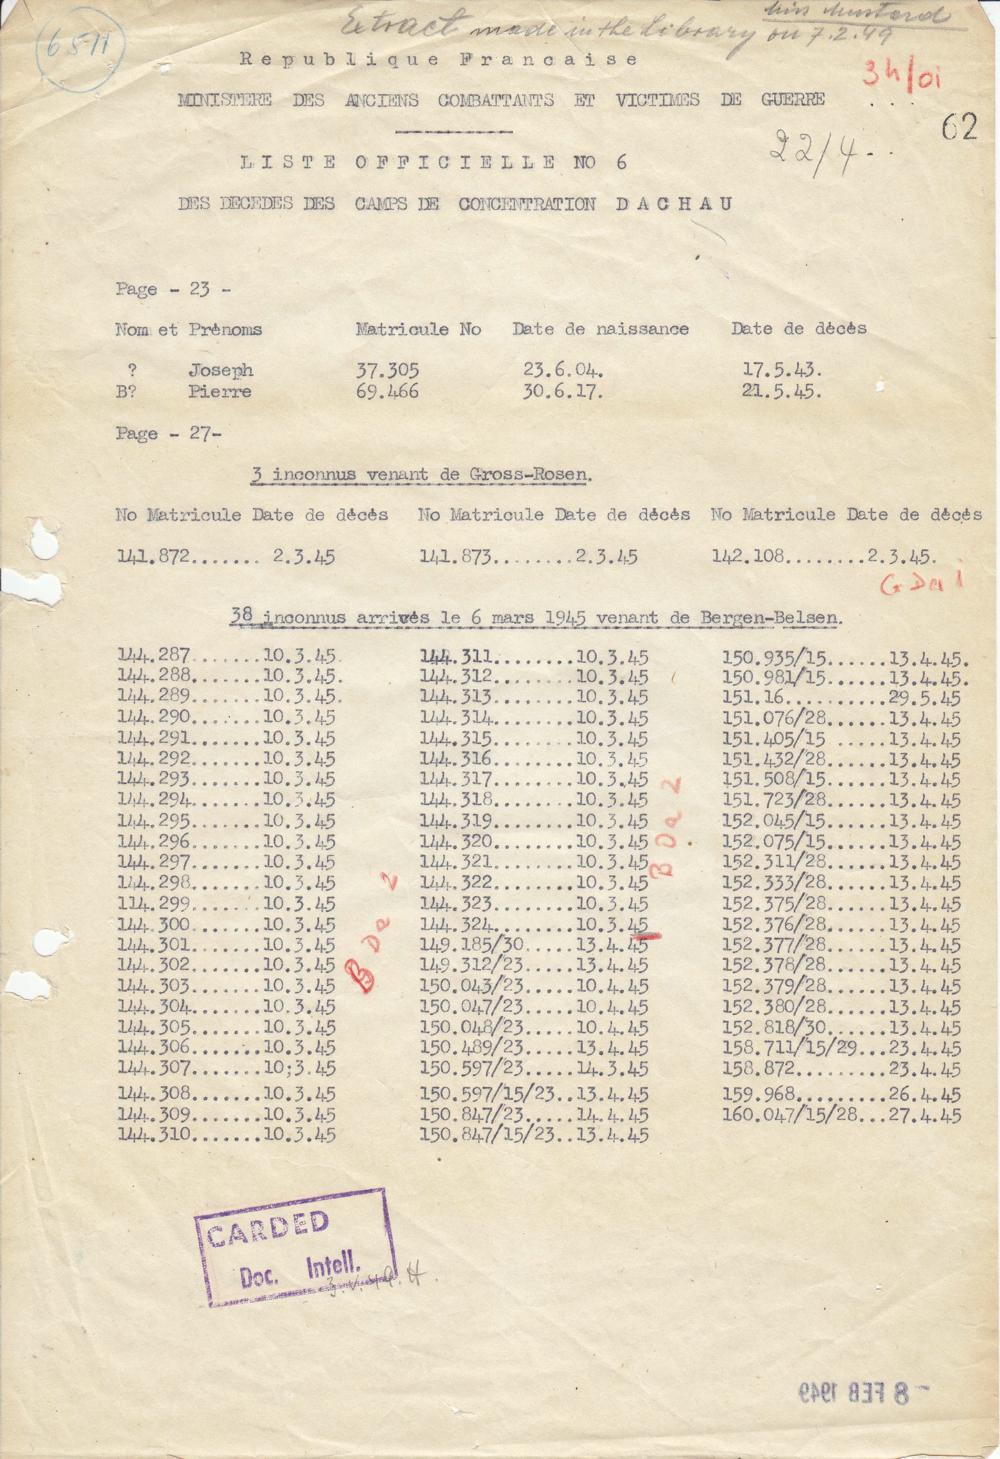 Miss Mustard
Extract made in the Library on 7.2.49
6511
Republique Francaise
34/01
MINISTERE DES ANCIENS COMBATTANTS ET VICTIMES DE GUERRE
62
22/4-
LISTE OFFICIELLE NO 6
DES DECEDES DES CAMPS DE CONCENTRATION DACHAU
Page - 23 -
Nom et Prénoms Matricule No Date de naissance Date de décés
? Joseph 37.305 23.6.04. 17.5.43.
B? Pierre 69.466 30.6.17. 21.5.45.
Page - 27-
3 inconnus venant de Gross-Rosen.
No Matricule Date de décés No Matricule Date de décés No Matricule Date de décés
141.872....... 2.3.45 141.873.........2.3.45 142.108........2.3.45.
G Da 1
38 inconnus arrivés le 6 mars 1945 venant de Bergen-Belsen.
144.287.......10.3.45. 144.311........10.3.45 150.935/15......13.4.45.
144.288.......10.3.45. 144.312........10.3.45 150.981/15......13.4.45.
144.289.......10.3.45. 144.313........10.3.45 151.16..........29.5.45
144.290.......10.3.45 144.314........10.3.45 151.076/28......13.4.45
144.291.......10.3.45 144.315........10.3.45 151.405/15 .....13.4.45
144.292.......10.3.45 144.316........10.3.45 151.432/28......13.4.45
144.293.......10.3.45 144.317........10.3.45 151.508/15......13.4.45
144.294.......10.3.45 144.318........10.3.45 151.723/28......13.4.45
144.295.......10.3.45 144.319........10.3.45 152.045/15......13.4.45
144.296.......10.3.45 144.320........10.3.45 152.075/15......13.4.45
144.297.......10.3.45 144.321........10.3.45 152.311/28......13.4.45
144.298.......10.3.45 144.322........10.3.45 152.333/28......13.4.45
114.299.......10.3.45 144.323........10.3.45 152.375/28......13.4.45
144.300.......10.3.45 144.324........10.3.45 152.376/28......13.4.45
144.301.......10.3.45 149.185/30.....13.4.45 152.377/28......13.4.45
144.302.......10.3.45 149.312/23.....13.4.45 152.378/28......13.4.45
144.303.......10.3.45 150.043/23.....10.4.45 152.379/28......13.4.45
144.304.......10.3.45 150.047/23.....10.4.45 152.380/28......13.4.45
144.305.......10.3.45 150.048/23.....10.4.45 152.818/30......13.4.45
144.306.......10.3.45 150.489/23.....13.4.45 158.711/15/29...23.4.45
144.307.......10;3.45 150.597/23.....14.3.45 158.872.........23.4.45
144.308.......10.3.45 150.597/15/23..13.4.45 159.968.........26.4.45
144.309.......10.3.45 150.847/23.....14.4.45 160.047/15/28...27.4.45
144.310.......10.3.45 150.847/15/23..13.4.45
B Da 2
B Da 2
CARDED
Doc. Intell.
3.V.49.H.
- 8 FEB 1949